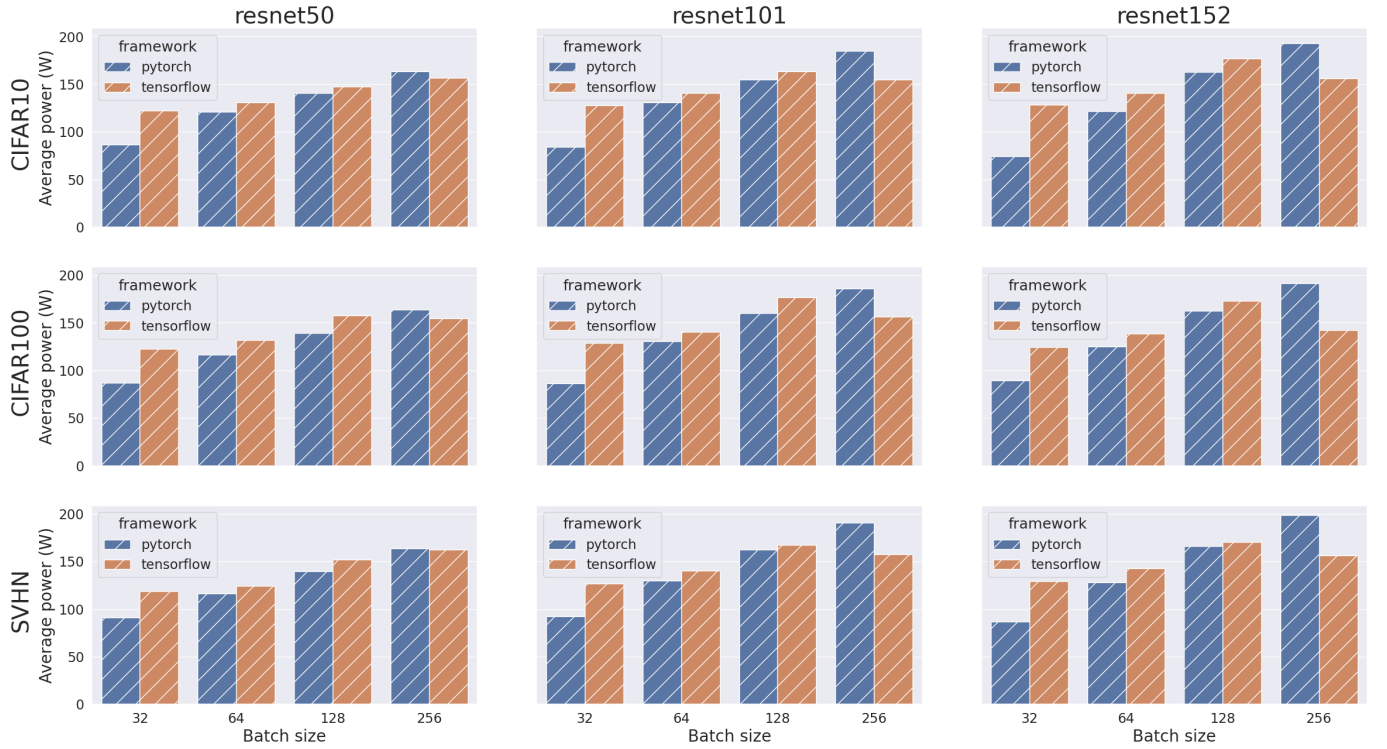 resnet50
resnet101
resnet152
CIFAR10
Average power (W)
200
150
100
50
0
framework
pytorch
tensorflow
framework
pytorch
tensorflow
framework
pytorch
tensorflow
CIFAR100
Average power (W)
200
150
100
50
0
framework
pytorch
tensorflow
framework
pytorch
tensorflow
framework
pytorch
tensorflow
SVHN
Average power (W)
200
150
100
50
0
framework
pytorch
tensorflow
framework
pytorch
tensorflow
framework
pytorch
tensorflow
32 64 128 256
32 64 128 256
32 64 128 256
Batch size
Batch size
Batch size